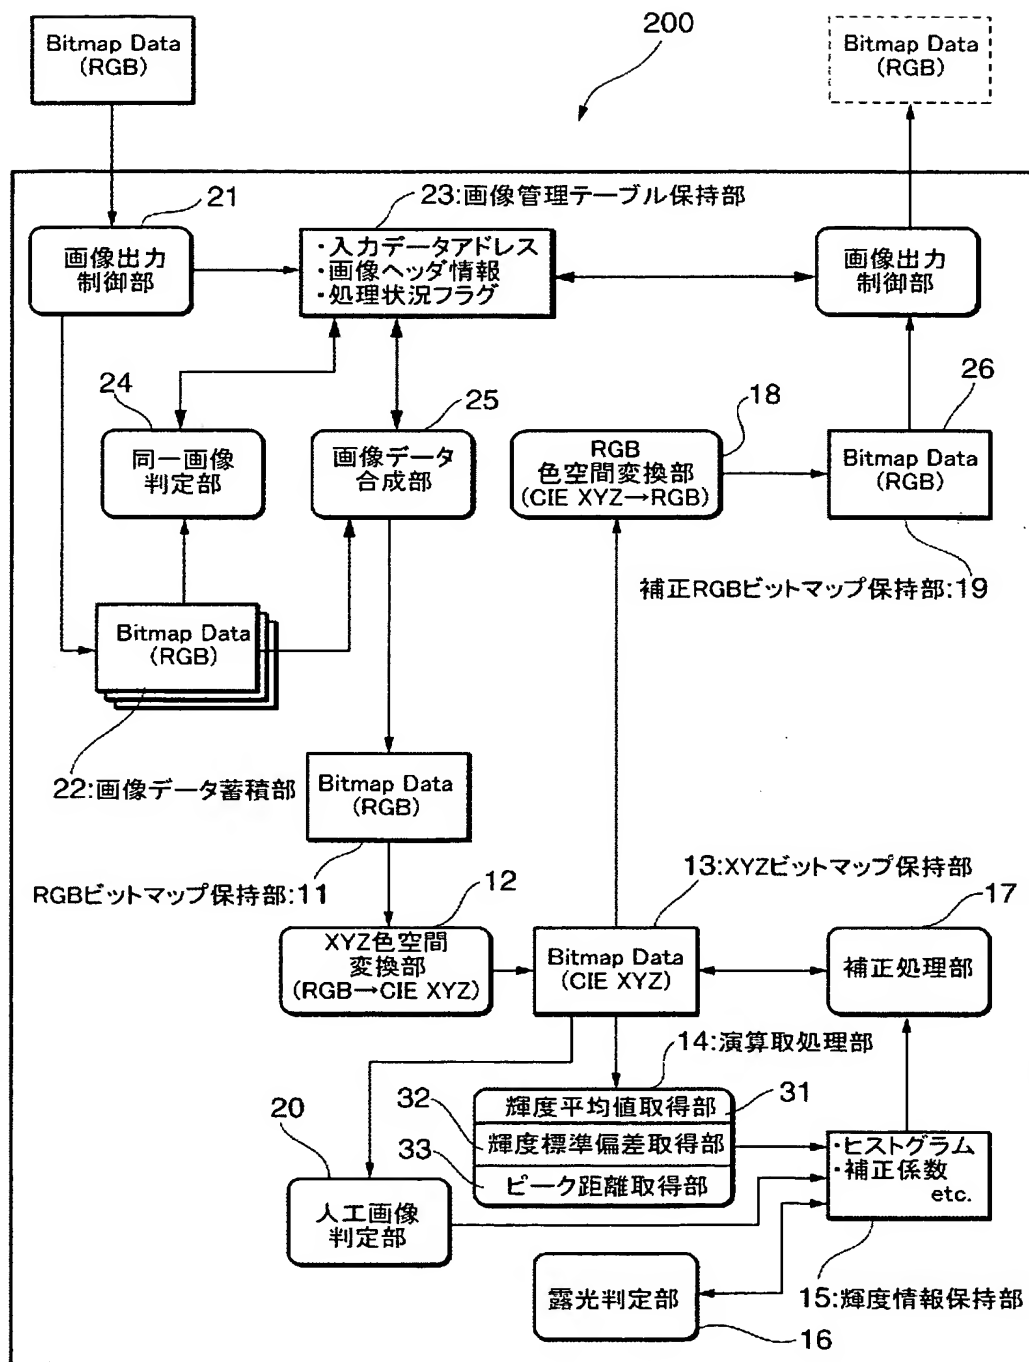 200
Bitmap Data
(RGB)
Bitmap Data
(RGB)
21
画像出力
制御部
23:画像管理テーブル保持部
・入力データアドレス
・画像ヘッダ情報
・処理状況フラグ
画像出力
制御部
24
同一画像
判定部
25
画像データ
合成部
18
RGB
色空間変換部
(CIE XYZ→RGB)
26
Bitmap Data
(RGB)
補正RGBビットマップ保持部:19
Bitmap Data
(RGB)
22:画像データ蓄積部
Bitmap Data
(RGB)
RGBビットマップ保持部:11
12
XYZ色空間
変換部
(RGB→CIE XYZ)
13:XYZビットマップ保持部
Bitmap Data
(CIE XYZ)
17
補正処理部
14:演算取処理部
輝度平均値取得部
31
32
輝度標準偏差取得部
33
ピーク距離取得部
20
人工画像
判定部
・ヒストグラム
・補正係数
etc.
15:輝度情報保持部
露光判定部
16